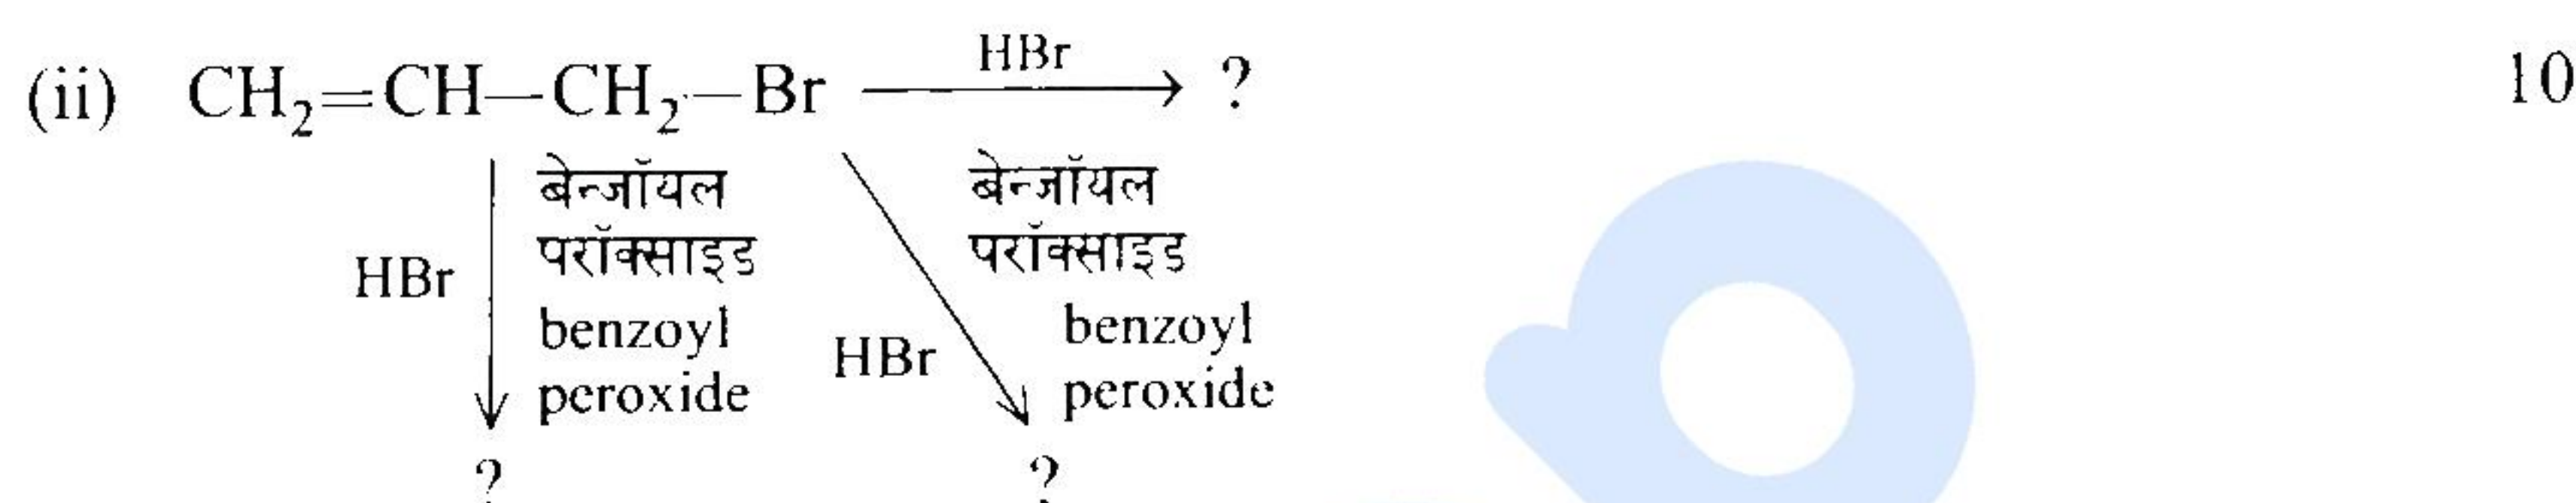 (ii) CH₂=CH—CH₂—Br —HBr→ ? 10
HBr बेन्जॉयल परॉक्साइड benzoyl peroxide
?
HBr बेन्जॉयल परॉक्साइड benzoyl peroxide
?